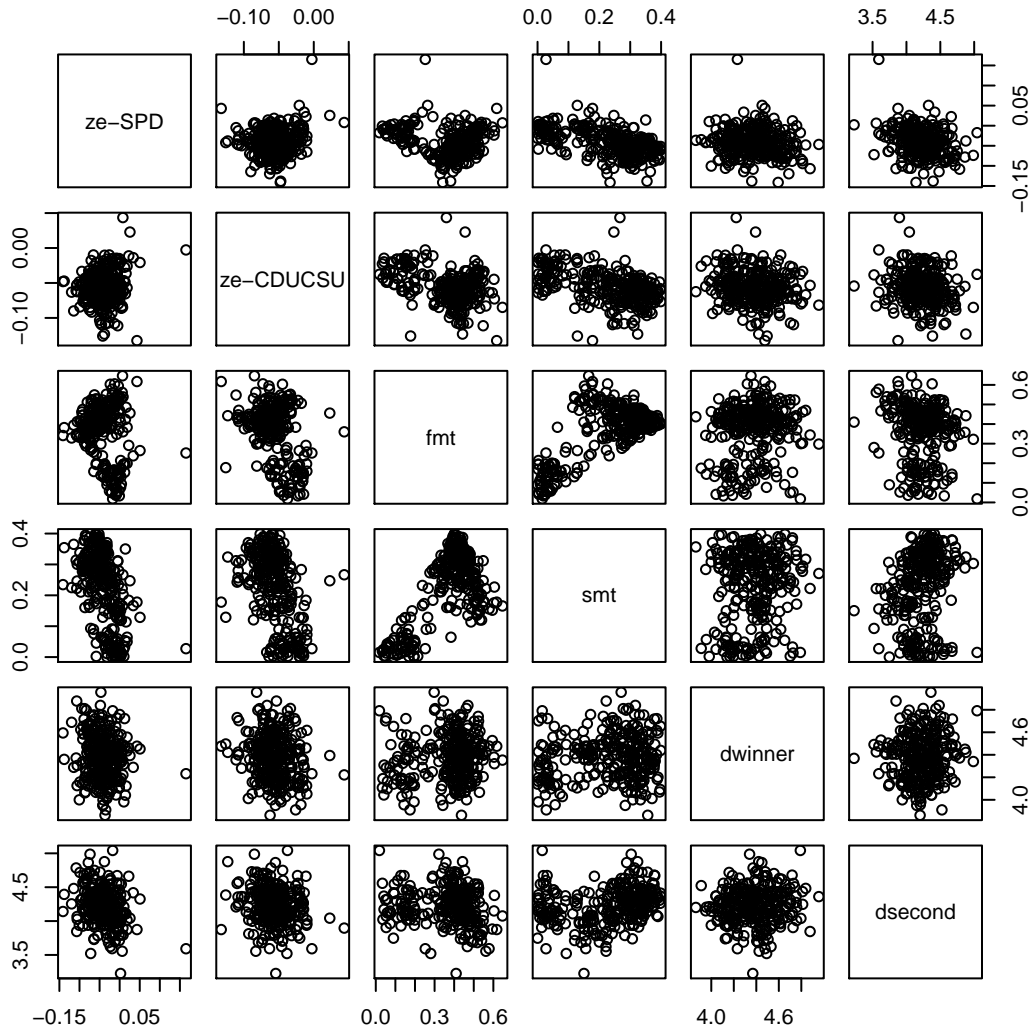 −0.10 0.00 0.0 0.2 0.4 3.5 4.5
ze−SPD 0.05 −0.15
0.00 −0.10 ze−CDUCSU
fmt 0.6 0.3 0.0
0.4 0.2 0.0 smt
dwinner 4.6 4.0
4.5 3.5 dsecond
−0.15 0.05 0.0 0.3 0.6 4.0 4.6